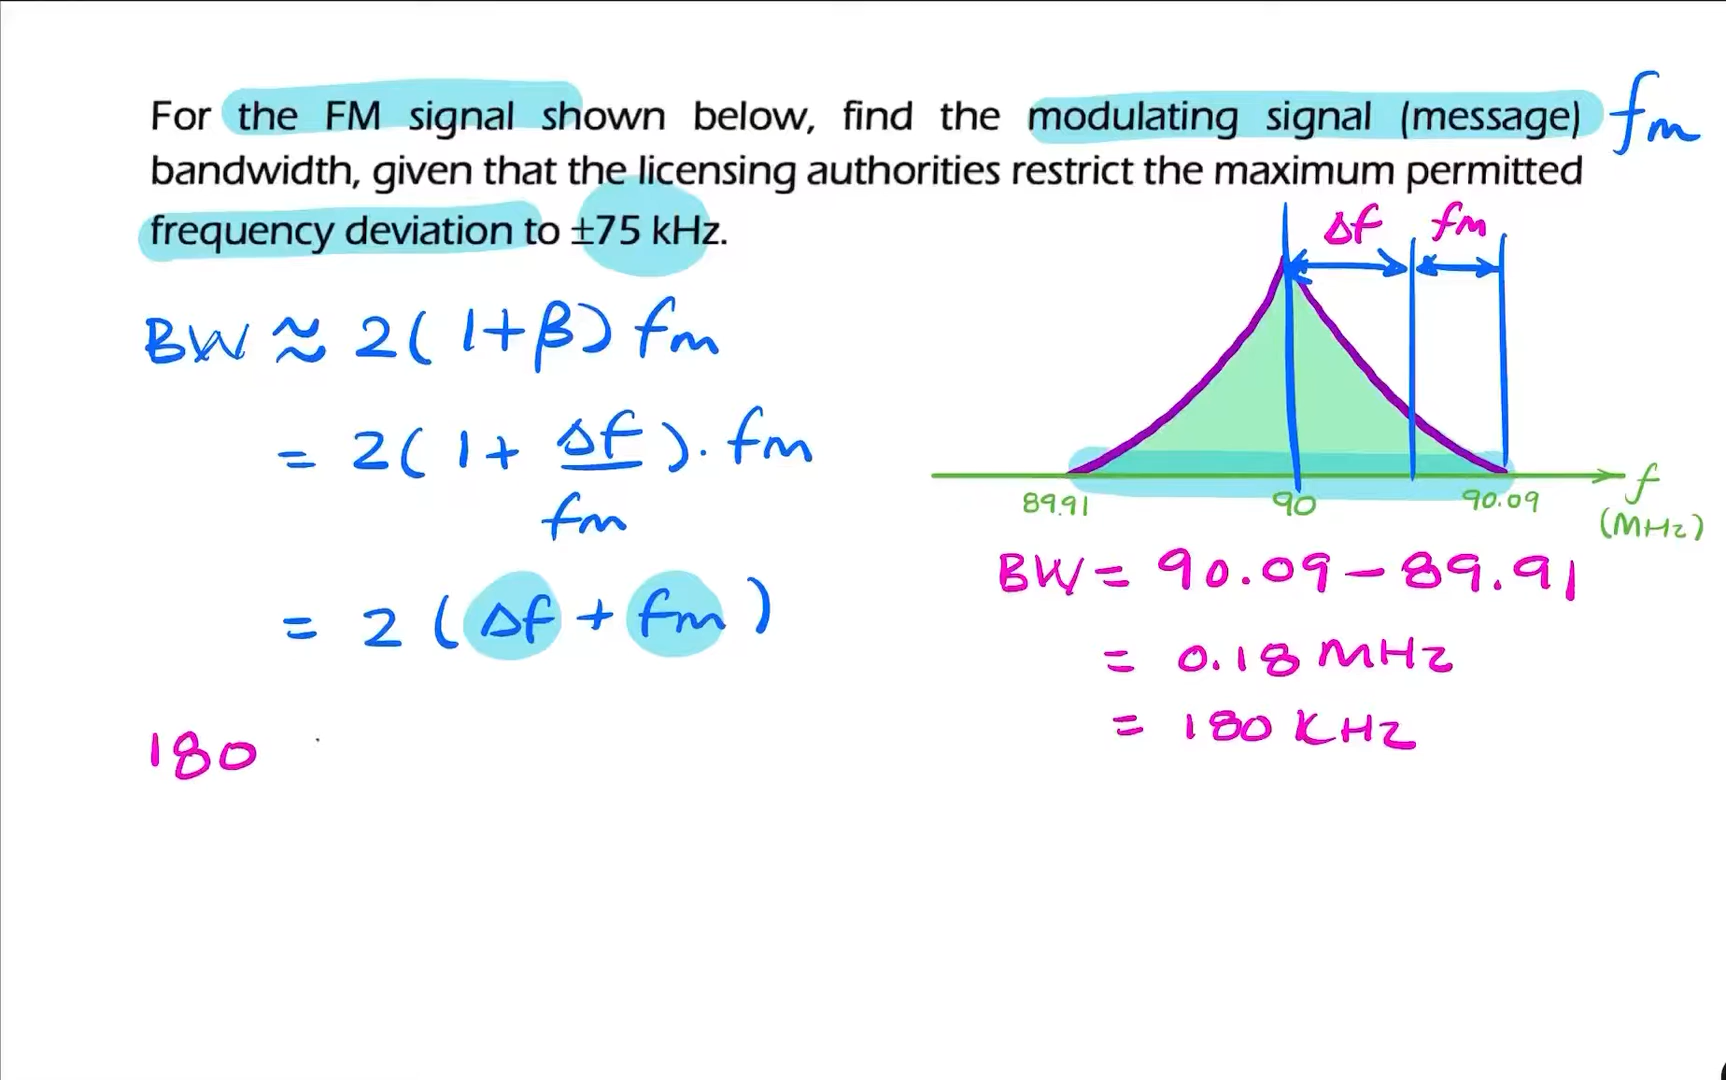 For the FM signal shown below, find the modulating signal (message) fm
bandwidth, given that the licensing authorities restrict the maximum permitted
frequency deviation to ±75 kHz.
Δf fm
BW ≈ 2(1+β) fm
= 2(1+ Δf/fm). fm
= 2(Δf + fm)
180
89.91 90 90.09 f
(MHz)
BW = 90.09 - 89.91
= 0.18 MHz
= 180 KHz